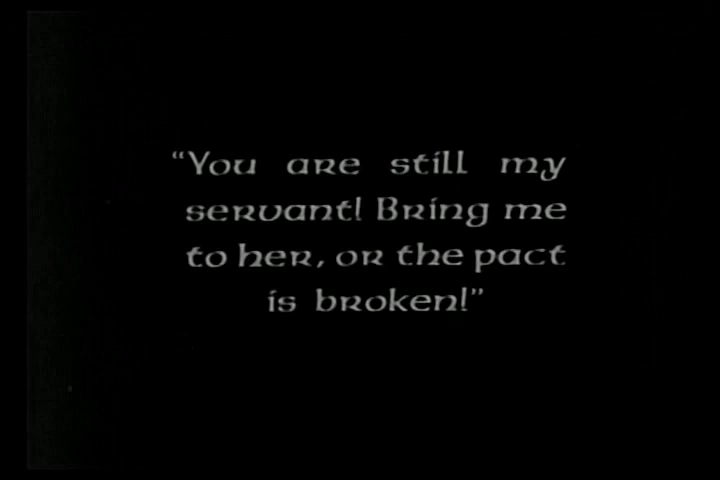 “You are still my
servant! Bring me
to her, or the pact
is broken!”